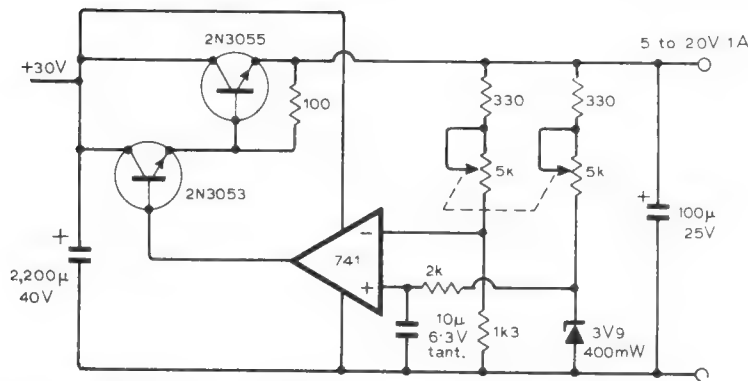 2N3055
5 to 20V 1A
+30V
100
330
330
5k
5k
2N3053
+
100μ
25V
+
2,200μ
40V
−
741
+
2k
10μ
6·3V
tant.
1k3
3V9
400mW